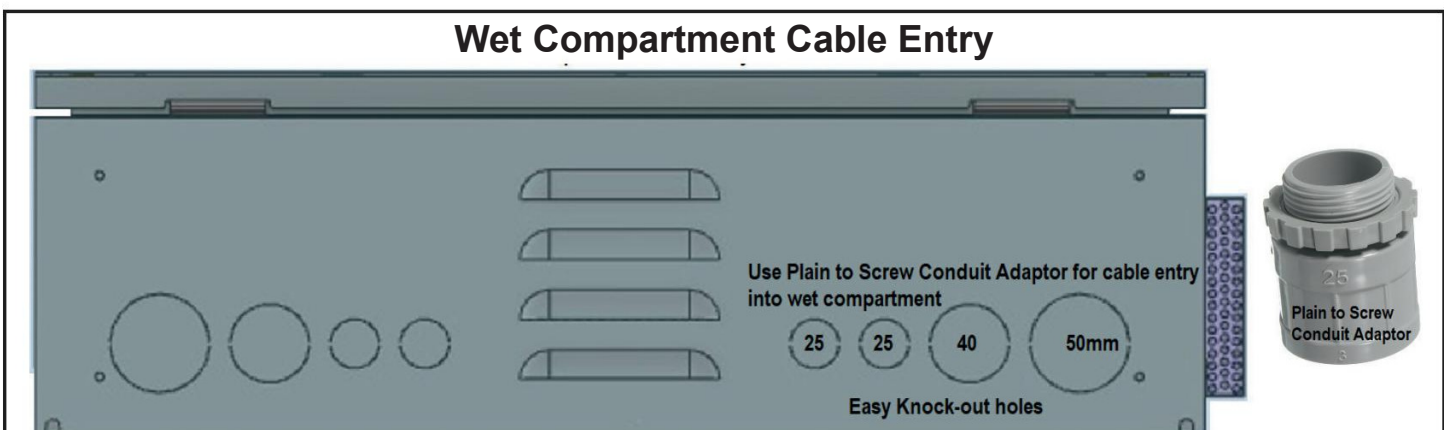 Wet Compartment Cable Entry
Use Plain to Screw Conduit Adaptor for cable entry
into wet compartment
25 25 40 50mm
Easy Knock-out holes
25
Plain to Screw
Conduit Adaptor
3